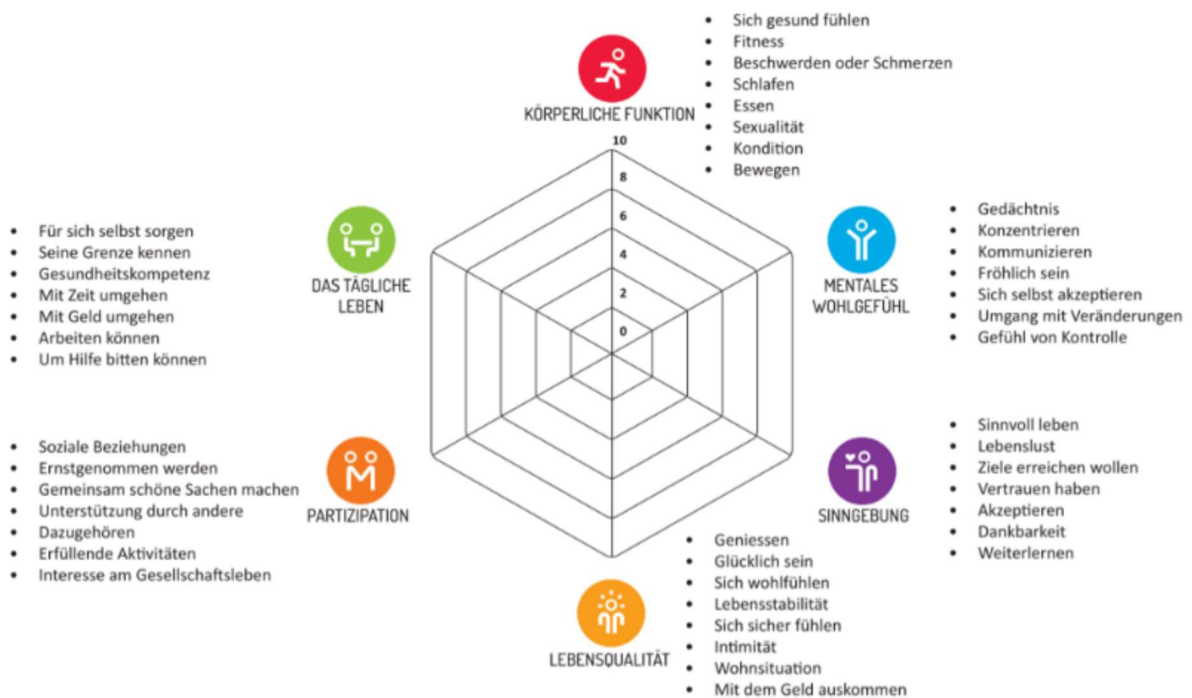 KÖRPERLICHE FUNKTION
• Sich gesund fühlen
• Fitness
• Beschwerden oder Schmerzen
• Schlafen
• Essen
• Sexualität
• Kondition
• Bewegen
10
8
6
4
2
0
MENTALES
WOHLGEFÜHL
• Gedächtnis
• Konzentrieren
• Kommunizieren
• Fröhlich sein
• Sich selbst akzeptieren
• Umgang mit Veränderungen
• Gefühl von Kontrolle
SINNGEBUNG
• Sinnvoll leben
• Lebenslust
• Ziele erreichen wollen
• Vertrauen haben
• Akzeptieren
• Dankbarkeit
• Weiterlernen
LEBENSQUALITÄT
• Geniessen
• Glücklich sein
• Sich wohlfühlen
• Lebensstabilität
• Sich sicher fühlen
• Intimität
• Wohnsituation
• Mit dem Geld auskommen
PARTIZIPATION
• Soziale Beziehungen
• Ernstgenommen werden
• Gemeinsam schöne Sachen machen
• Unterstützung durch andere
• Dazugehören
• Erfüllende Aktivitäten
• Interesse am Gesellschaftsleben
DAS TÄGLICHE
LEBEN
• Für sich selbst sorgen
• Seine Grenze kennen
• Gesundheitskompetenz
• Mit Zeit umgehen
• Mit Geld umgehen
• Arbeiten können
• Um Hilfe bitten können